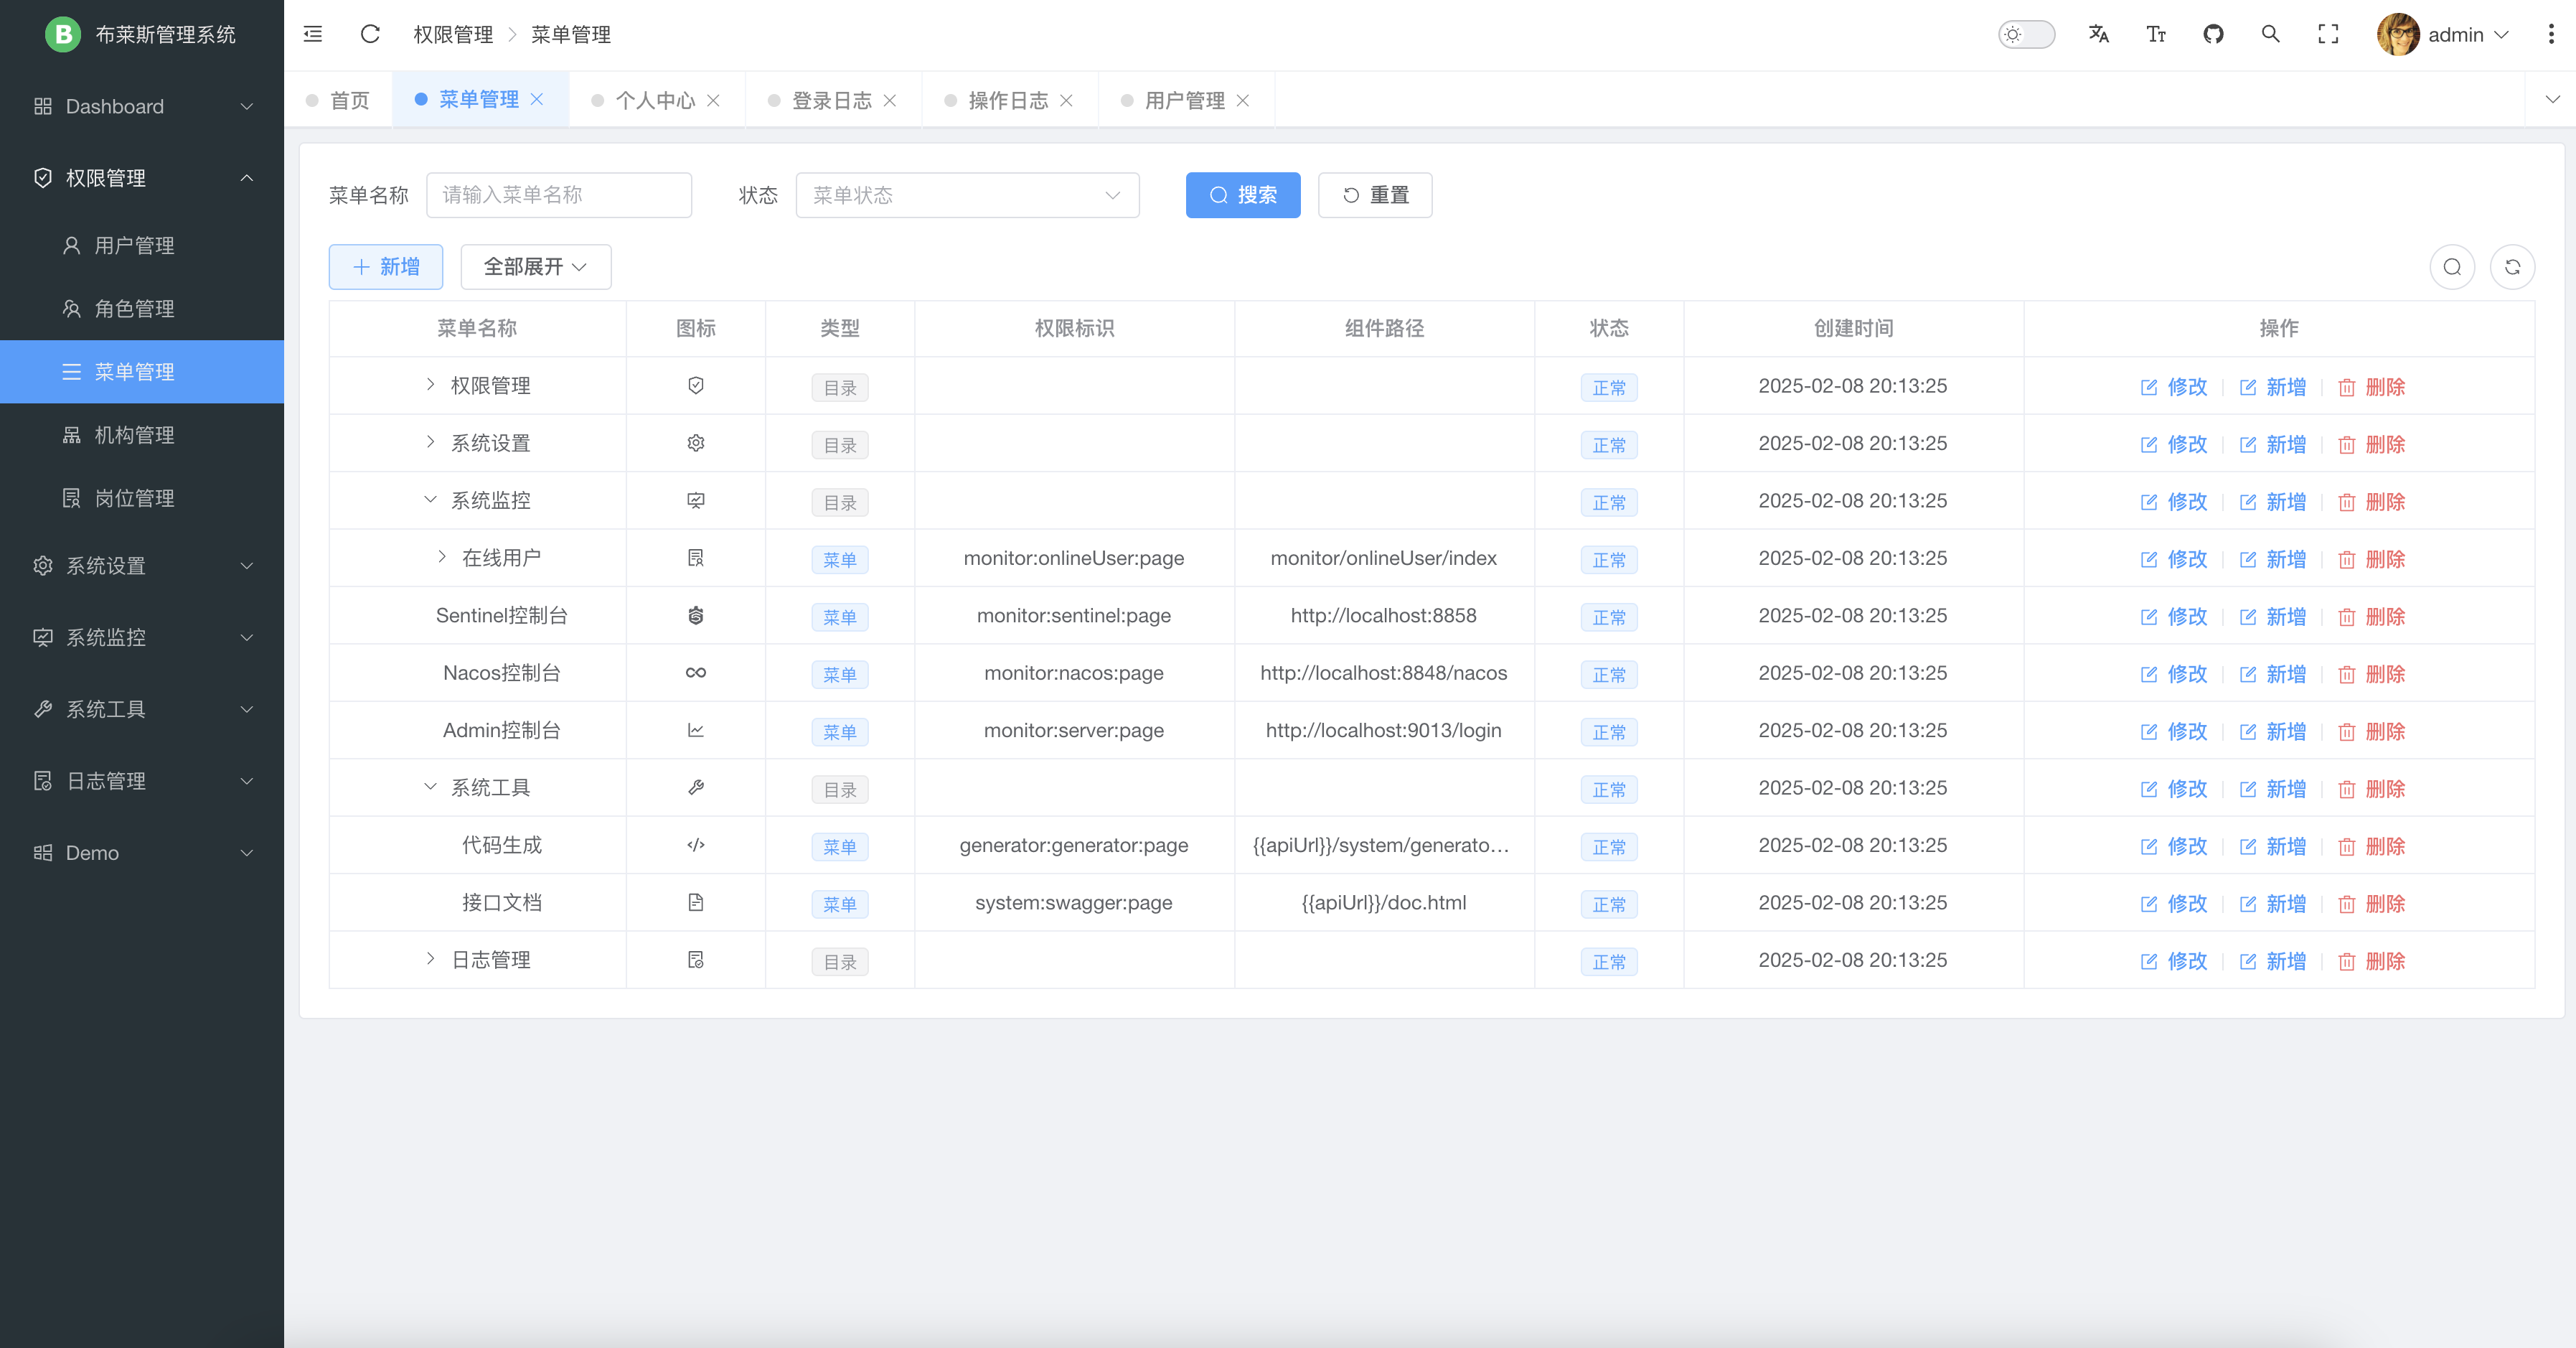 布莱斯管理系统
权限管理 菜单管理
admin
首页 菜单管理 个人中心 登录日志 操作日志 用户管理
Dashboard
权限管理
用户管理
角色管理
菜单管理
机构管理
岗位管理
系统设置
系统监控
系统工具
日志管理
Demo
菜单名称 请输入菜单名称 状态 菜单状态 搜索 重置
新增 全部展开
菜单名称 图标 类型 权限标识 组件路径 状态 创建时间 操作
权限管理 目录 正常 2025-02-08 20:13:25 修改 新增 删除
系统设置 目录 正常 2025-02-08 20:13:25 修改 新增 删除
系统监控 目录 正常 2025-02-08 20:13:25 修改 新增 删除
在线用户 菜单 monitor:onlineUser:page monitor/onlineUser/index 正常 2025-02-08 20:13:25 修改 新增 删除
Sentinel控制台 菜单 monitor:sentinel:page http://localhost:8858 正常 2025-02-08 20:13:25 修改 新增 删除
Nacos控制台 菜单 monitor:nacos:page http://localhost:8848/nacos 正常 2025-02-08 20:13:25 修改 新增 删除
Admin控制台 菜单 monitor:server:page http://localhost:9013/login 正常 2025-02-08 20:13:25 修改 新增 删除
系统工具 目录 正常 2025-02-08 20:13:25 修改 新增 删除
代码生成 菜单 generator:generator:page {{apiUrl}}/system/generato… 正常 2025-02-08 20:13:25 修改 新增 删除
接口文档 菜单 system:swagger:page {{apiUrl}}/doc.html 正常 2025-02-08 20:13:25 修改 新增 删除
日志管理 目录 正常 2025-02-08 20:13:25 修改 新增 删除